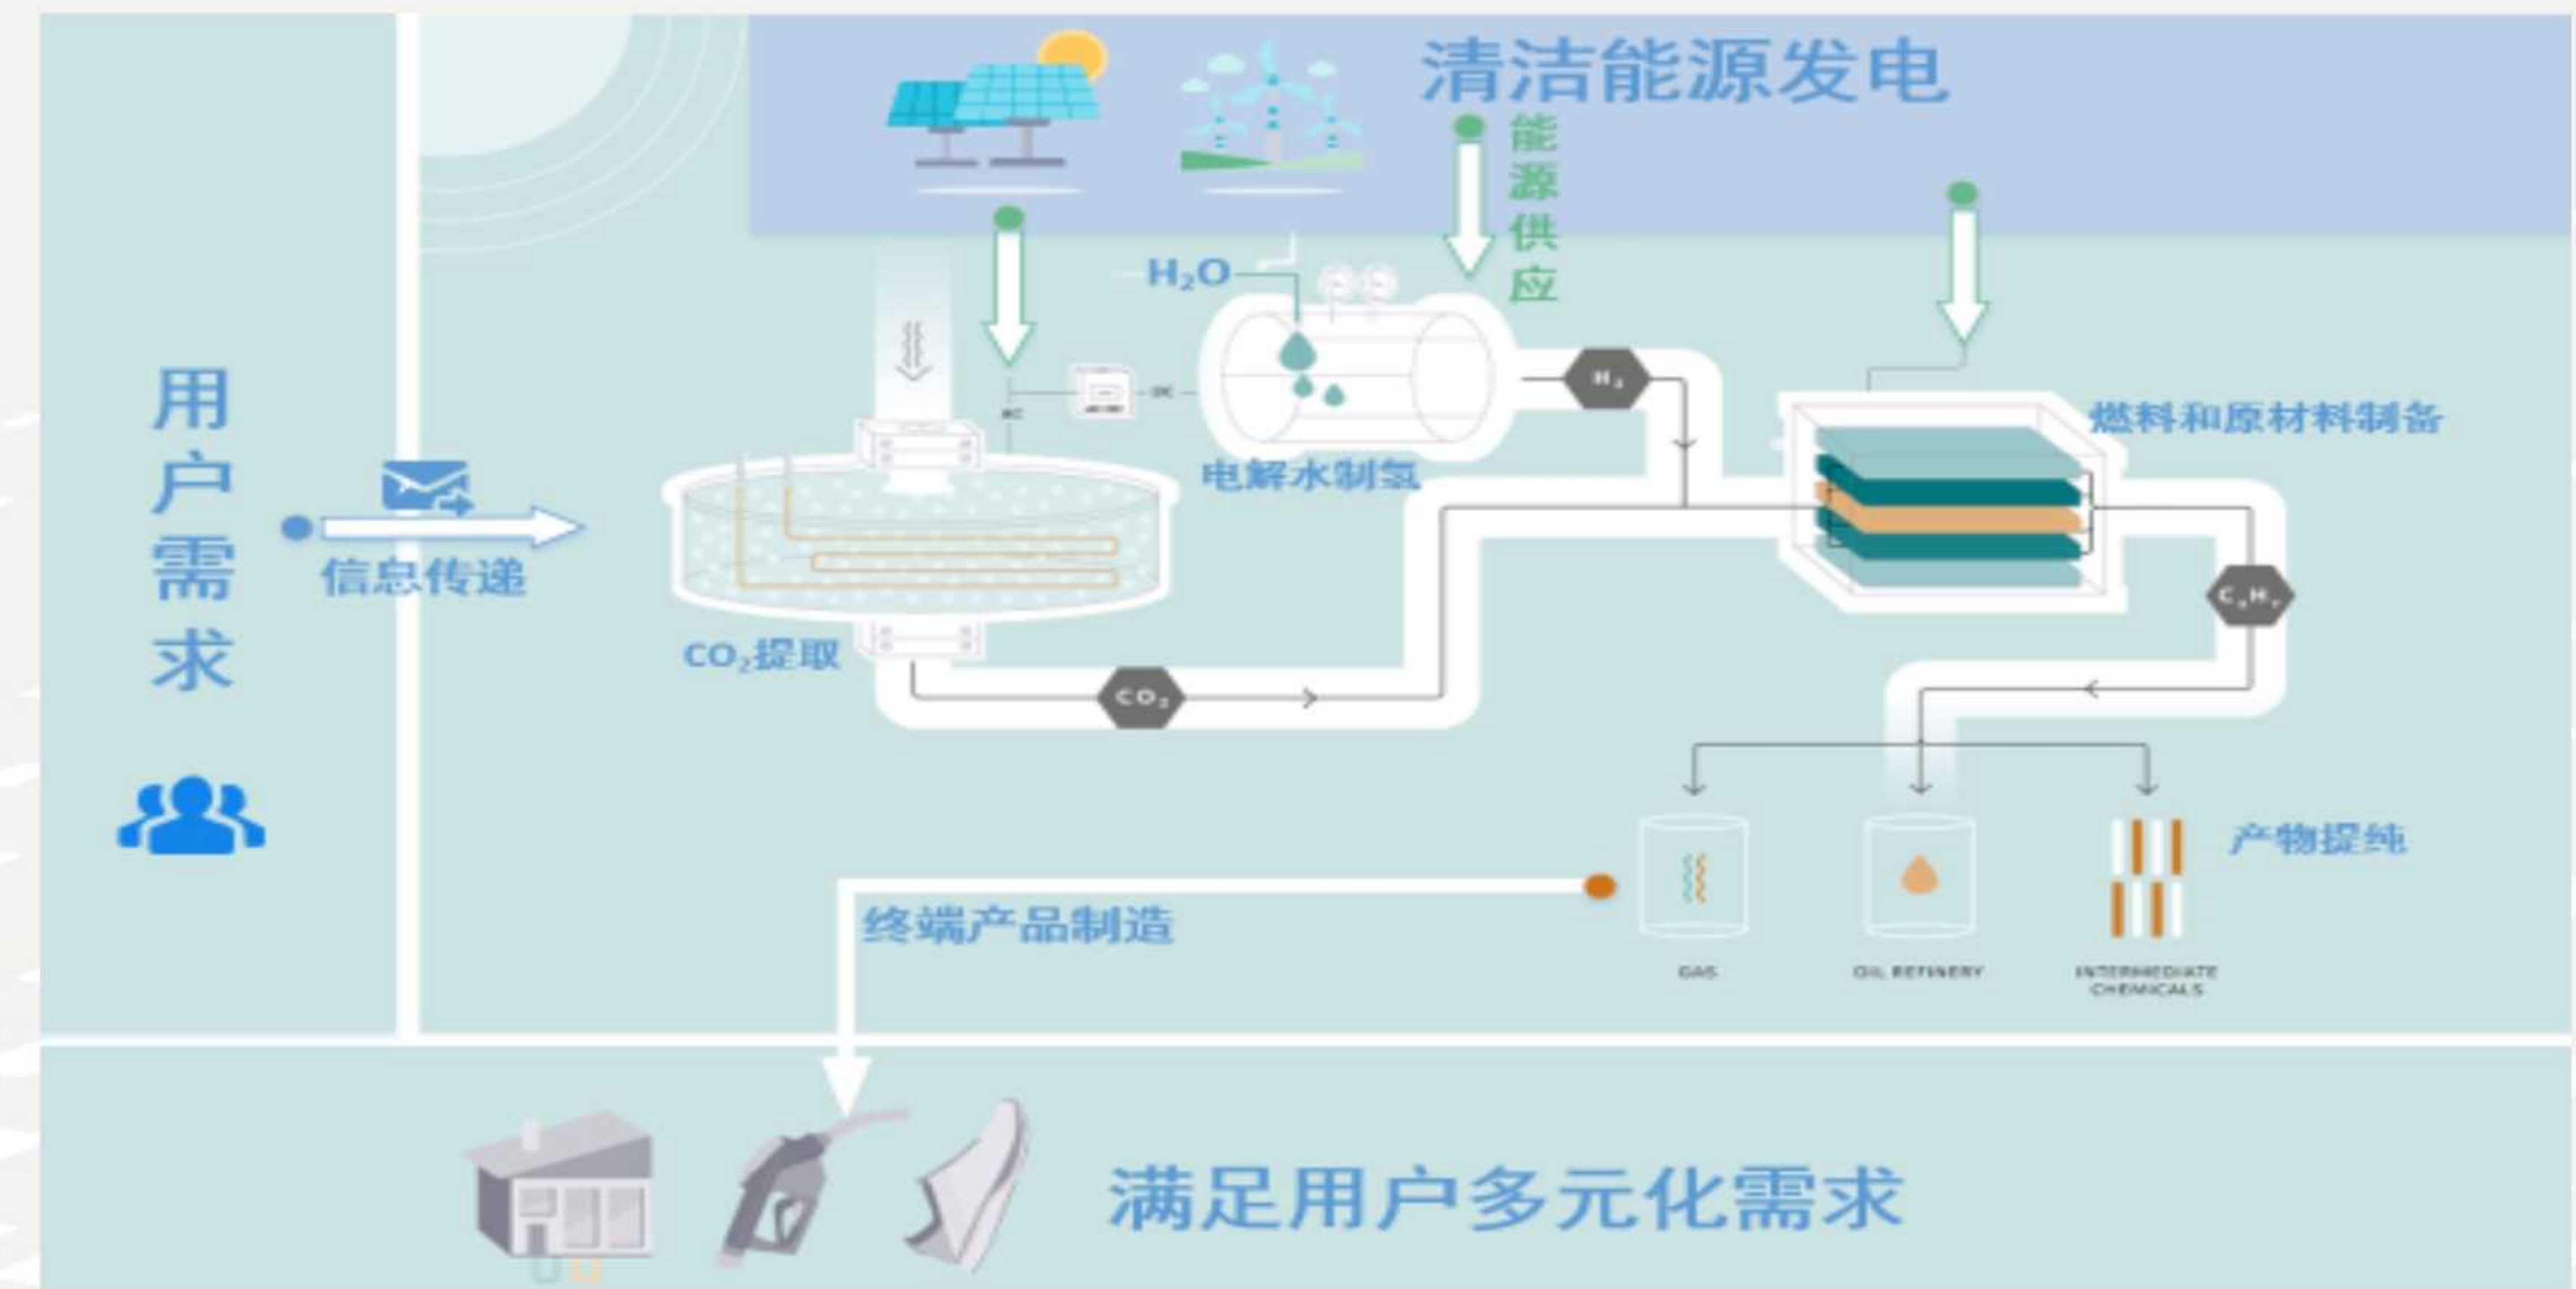 清洁能源发电
能源供应
H₂O
H₂
电解水制氢
燃料和原材料制备
用户需求
信息传递
CO₂提取
CO₂
CₓHᵧ
产物提纯
终端产品制造
GAS
OIL REFINERY
INTERMEDIATE
CHEMICALS
满足用户多元化需求